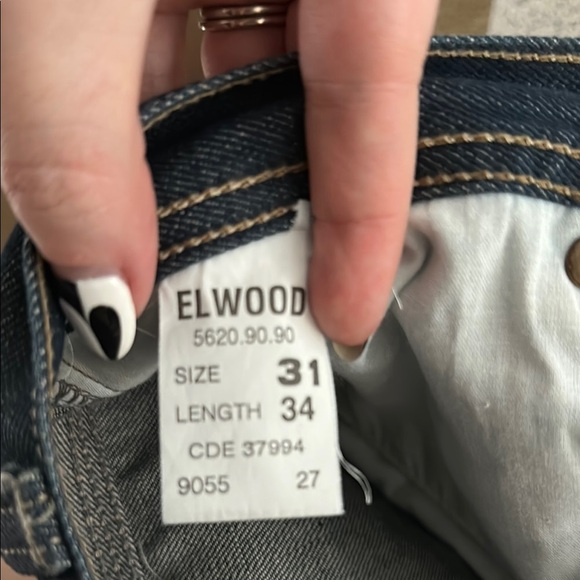 ELWOOD
5620.90.90
SIZE 31
LENGTH 34
CDE 37994
9055 27